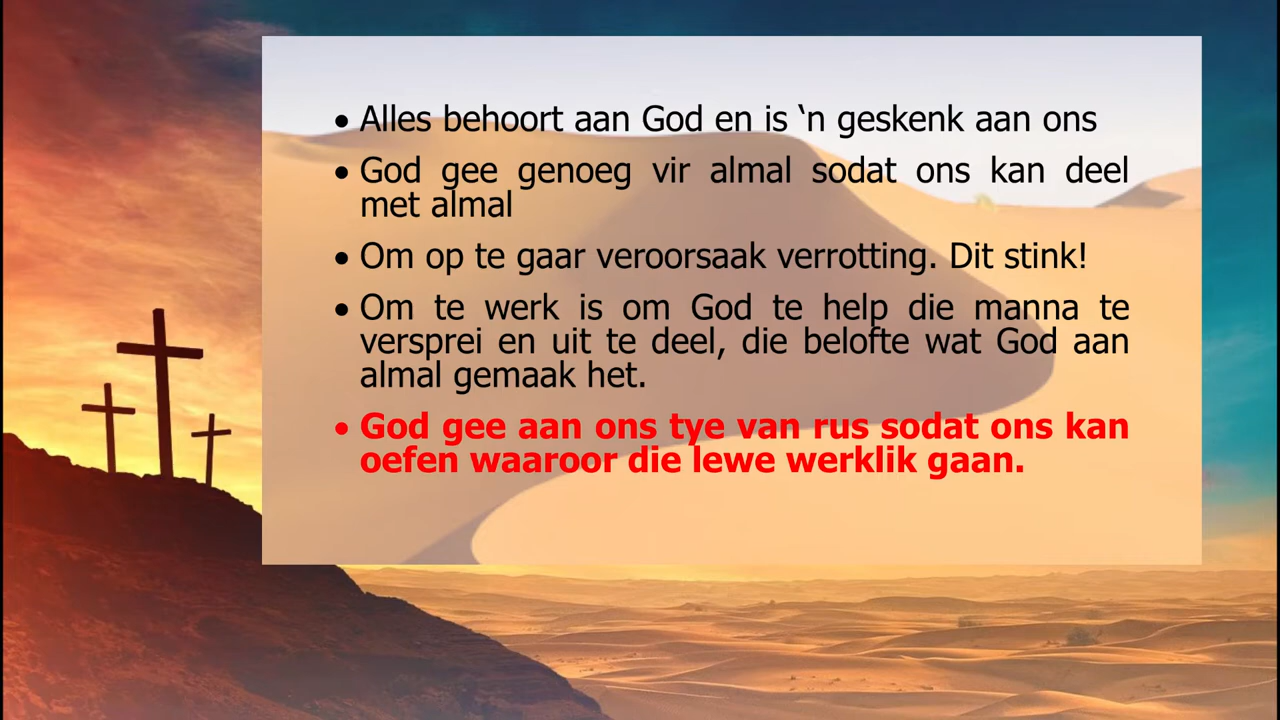 • Alles behoort aan God en is ‘n geskenk aan ons
• God gee genoeg vir almal sodat ons kan deel
met almal
• Om op te gaar veroorsaak verrotting. Dit stink!
• Om te werk is om God te help die manna te
versprei en uit te deel, die belofte wat God aan
almal gemaak het.
• God gee aan ons tye van rus sodat ons kan
oefen waaroor die lewe werklik gaan.